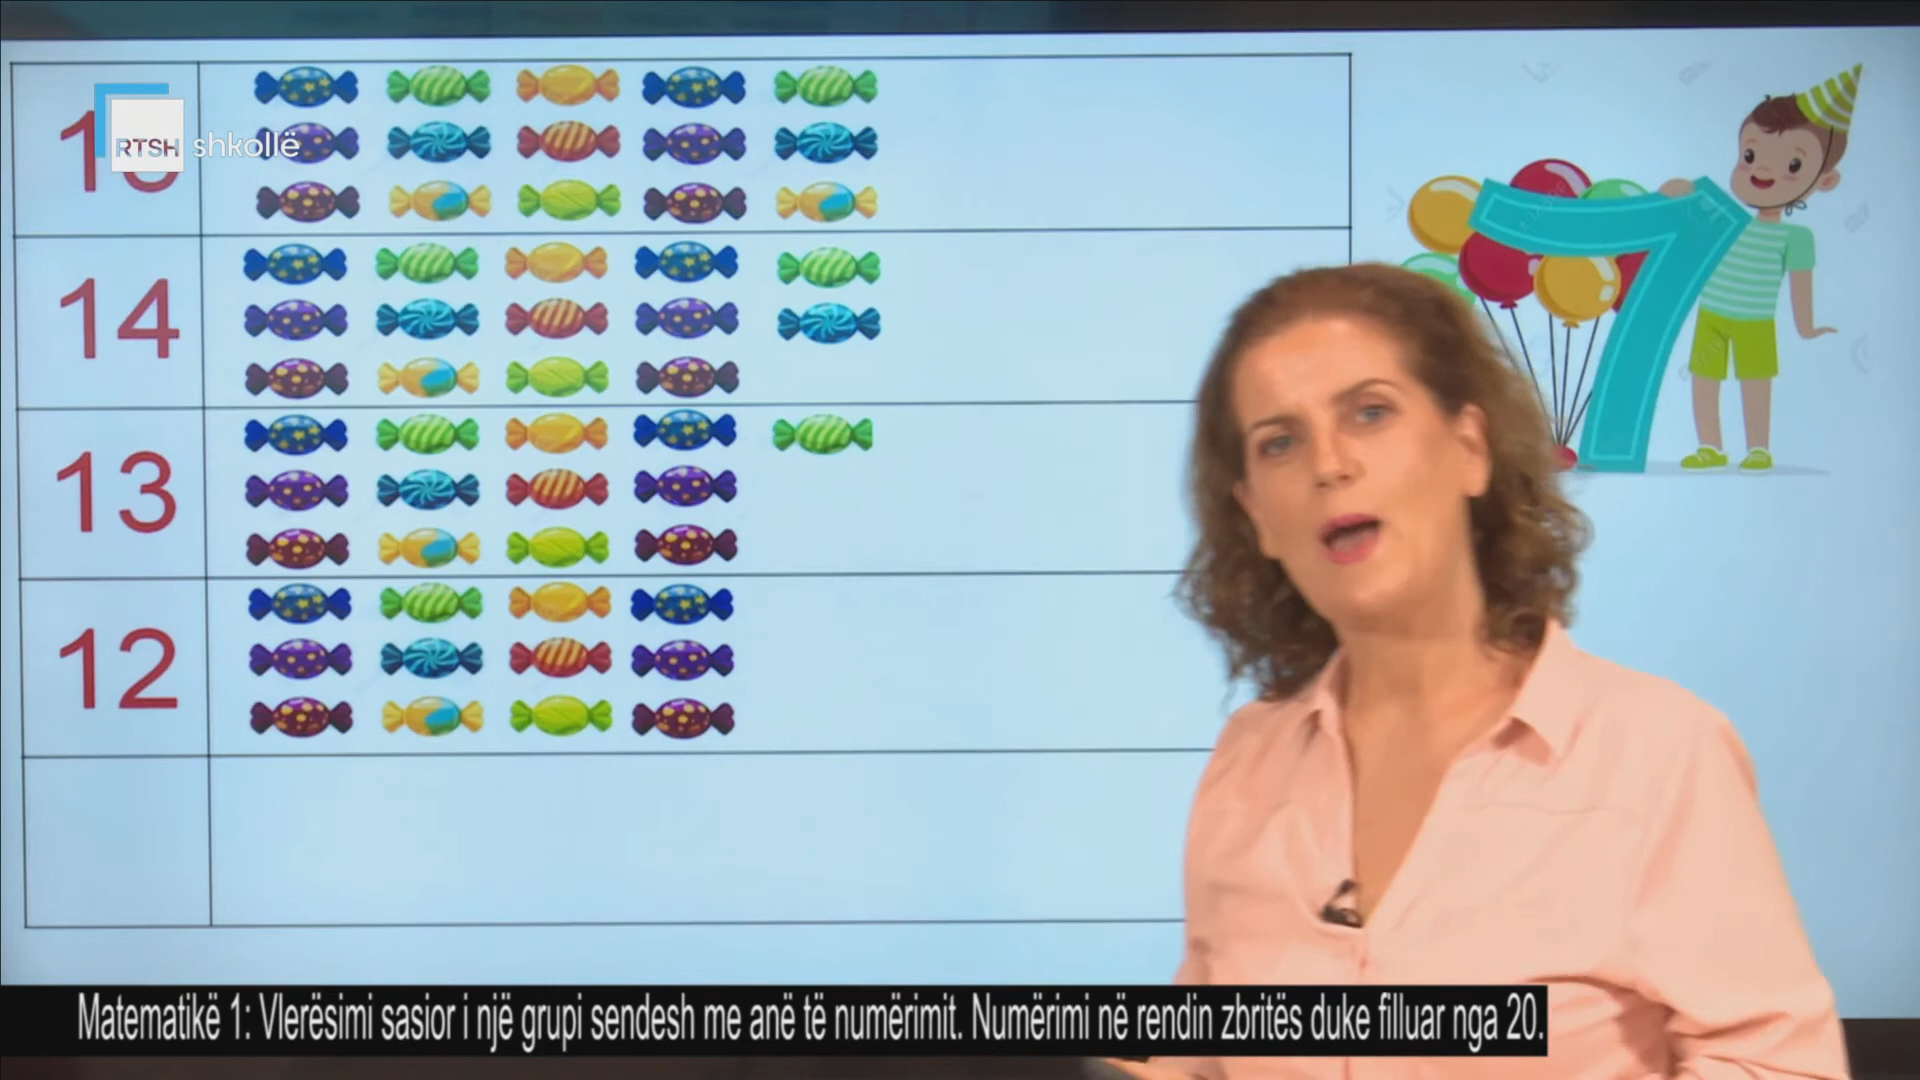 RTSH shkollë
14
13
12
7
Matematikë 1: Vlerësimi sasior i një grupi sendesh me anë të numërimit. Numërimi në rendin zbritës duke filluar nga 20.